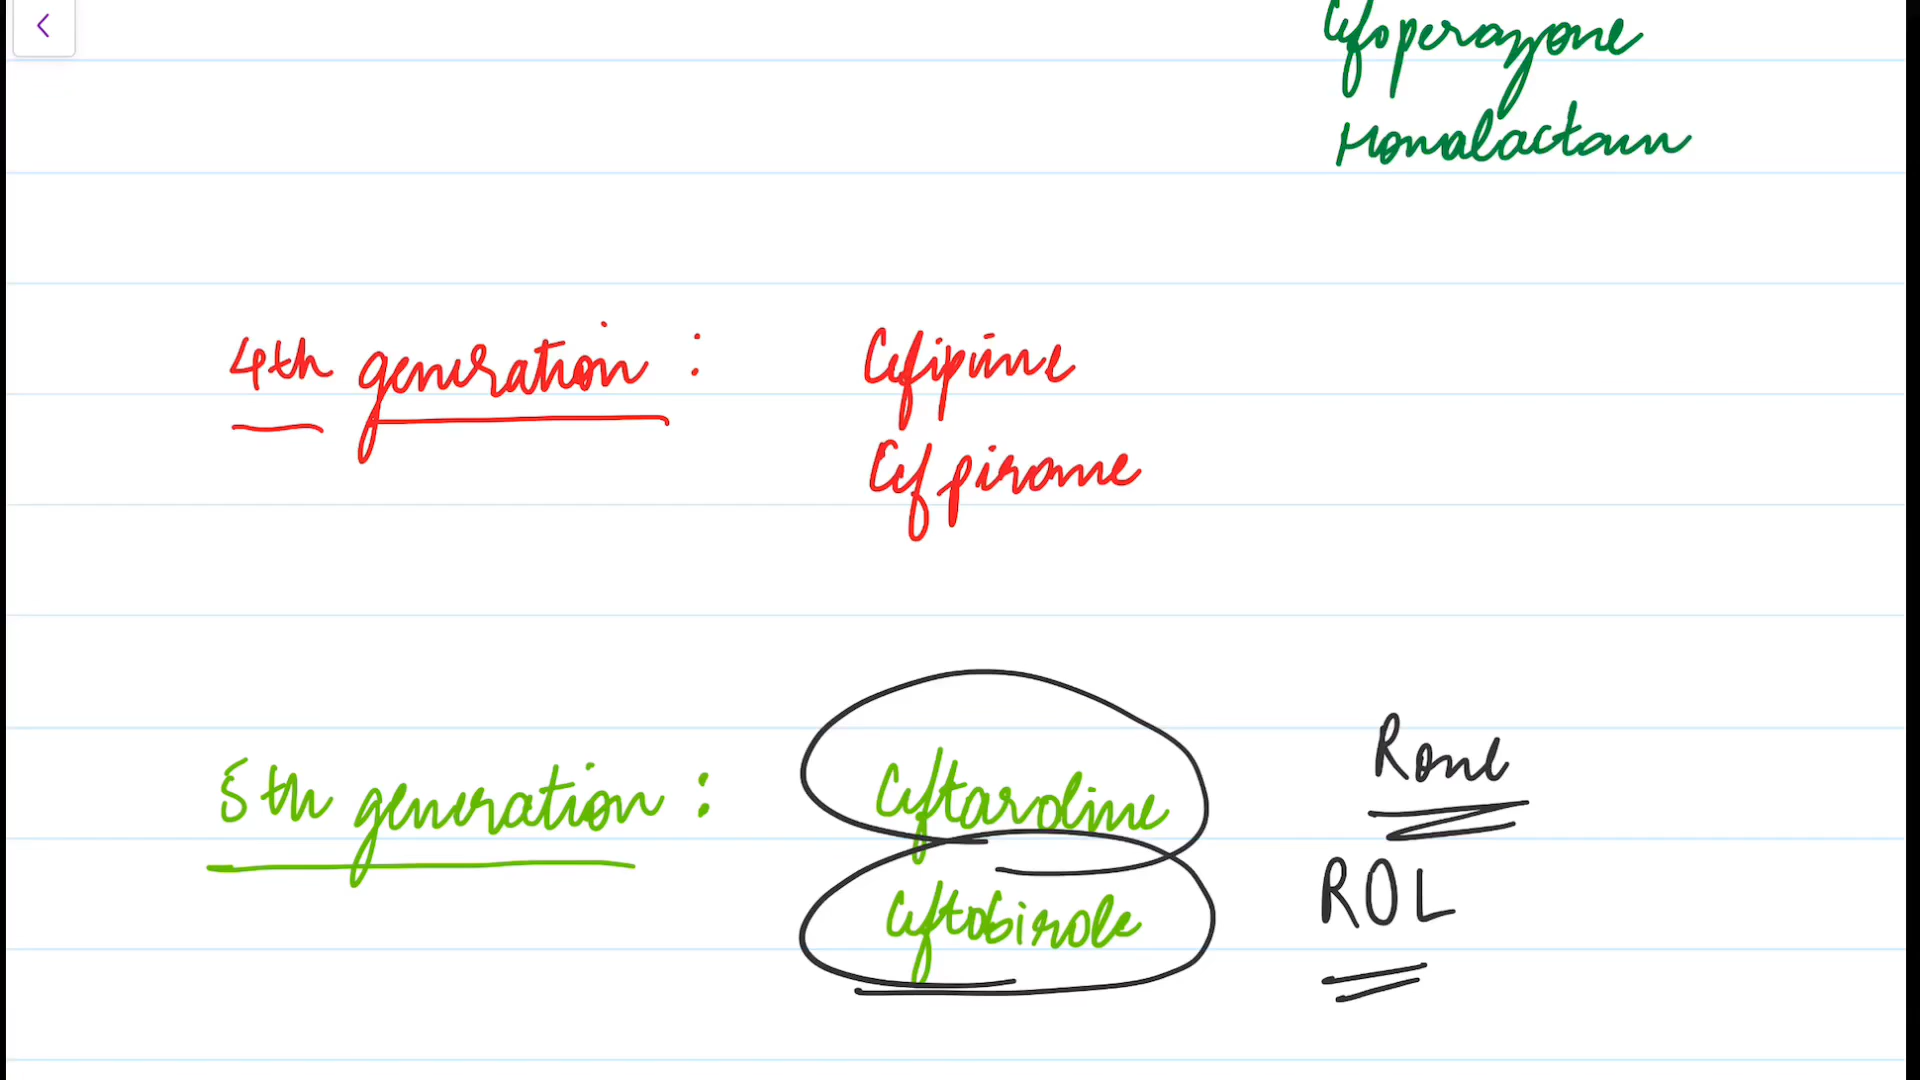 Cefoperazone
Monolactam
4th generation : Cefipime
Cefpirome
5th generation : Ceftaroline Rone
Ceftobirole ROL